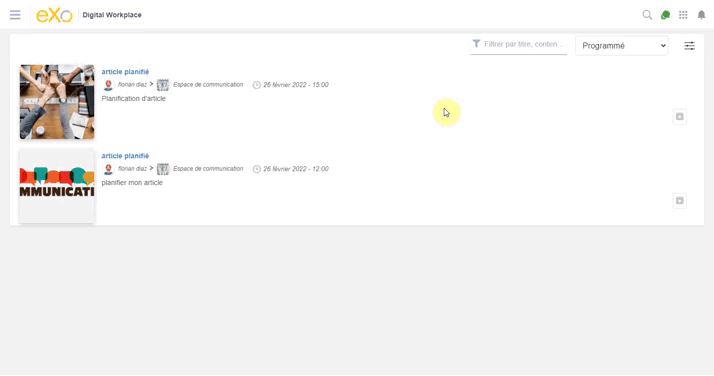 eXo Digital Workplace
Filtrer par titre, conten... Programmé
article planifié
florian diaz > Espace de communication 26 février 2022 - 15:00
Planification d'article
article planifié
florian diaz > Espace de communication 26 février 2022 - 12:00
planifier mon article
MMUNICATI